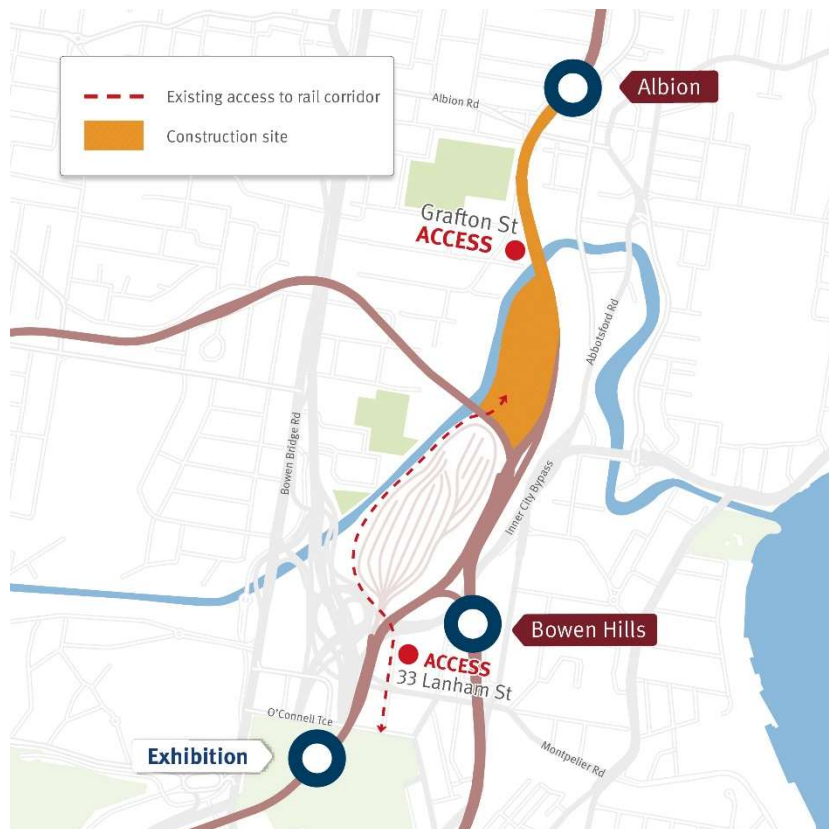 Existing access to rail corridor
Construction site
Albion Rd
Albion
Grafton St
ACCESS
Abbotsford Rd
Bowen Bridge Rd
Inner City Bypass
Bowen Hills
ACCESS
33 Lanham St
O'Connell Tce
Exhibition
Montpelier Rd